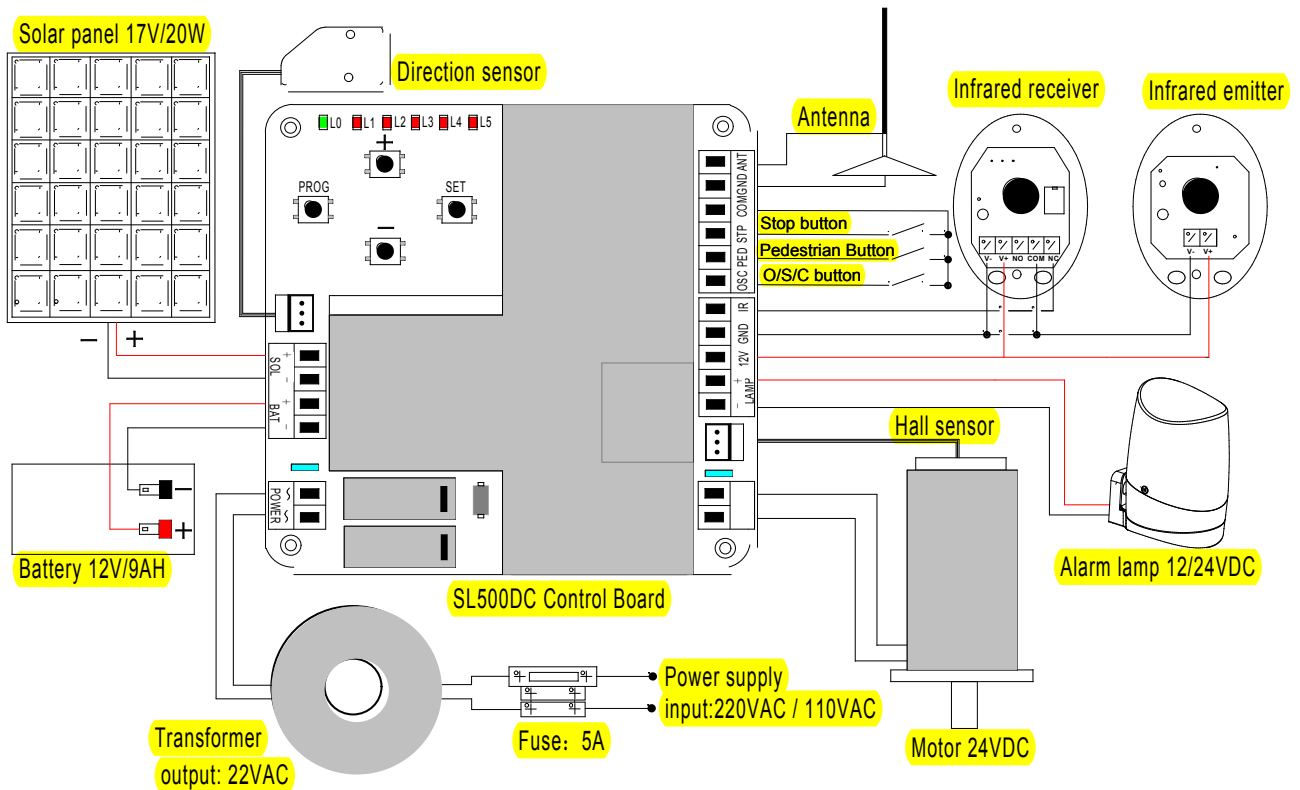 Solar panel 17V/20W
Direction sensor
Antenna
Infrared receiver
Infrared emitter
L0 L1 L2 L3 L4 L5
+
PROG
SET
−
ANT
GND
COM
STP
PED
OSC
Stop button
Pedestrian Button
O/S/C button
V- V+ NO COM NC
V- V+
IR
GND
12V
+
LAMP
-
− +
+
SOL
-
+
BAT
-
Hall sensor
−
+
Battery 12V/9AH
~
POWER
~
SL500DC Control Board
Alarm lamp 12/24VDC
Motor 24VDC
Power supply
input:220VAC / 110VAC
Fuse: 5A
Transformer
output: 22VAC